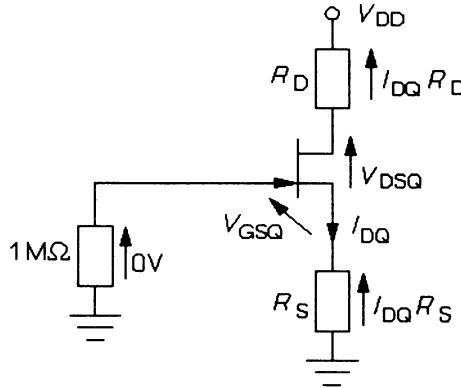 V_DD
R_D
I_DQ R_D
V_DSQ
V_GSQ
I_DQ
1MΩ
0V
R_S
I_DQ R_S